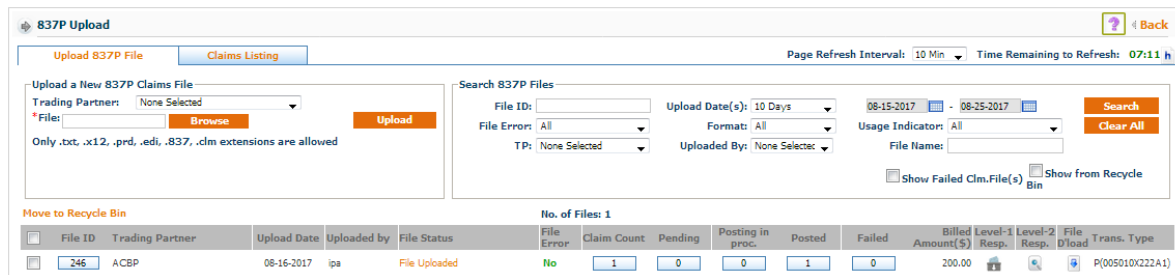 837P Upload
? Back
Upload 837P File Claims Listing Page Refresh Interval: 10 Min Time Remaining to Refresh: 07:11 h
Upload a New 837P Claims File
Trading Partner: None Selected
*File: Browse Upload
Only .txt, .x12, .prd, .edi, .837, .clm extensions are allowed
Search 837P Files
File ID: Upload Date(s): 10 Days 08-15-2017 - 08-25-2017 Search
File Error: All Format: All Usage Indicator: All Clear All
TP: None Selected Uploaded By: None Selectec File Name:
Show Failed Clm.File(s) Show from Recycle
Bin
Move to Recycle Bin No. of Files: 1
File ID Trading Partner Upload Date Uploaded by File Status File Error Claim Count Pending Posting in proc. Posted Failed Billed Amount($) Level-1 Resp. Level-2 Resp. File D'load Trans. Type
246 ACBP 08-16-2017 ipa File Uploaded No 1 0 0 1 0 200.00 P(005010X222A1)